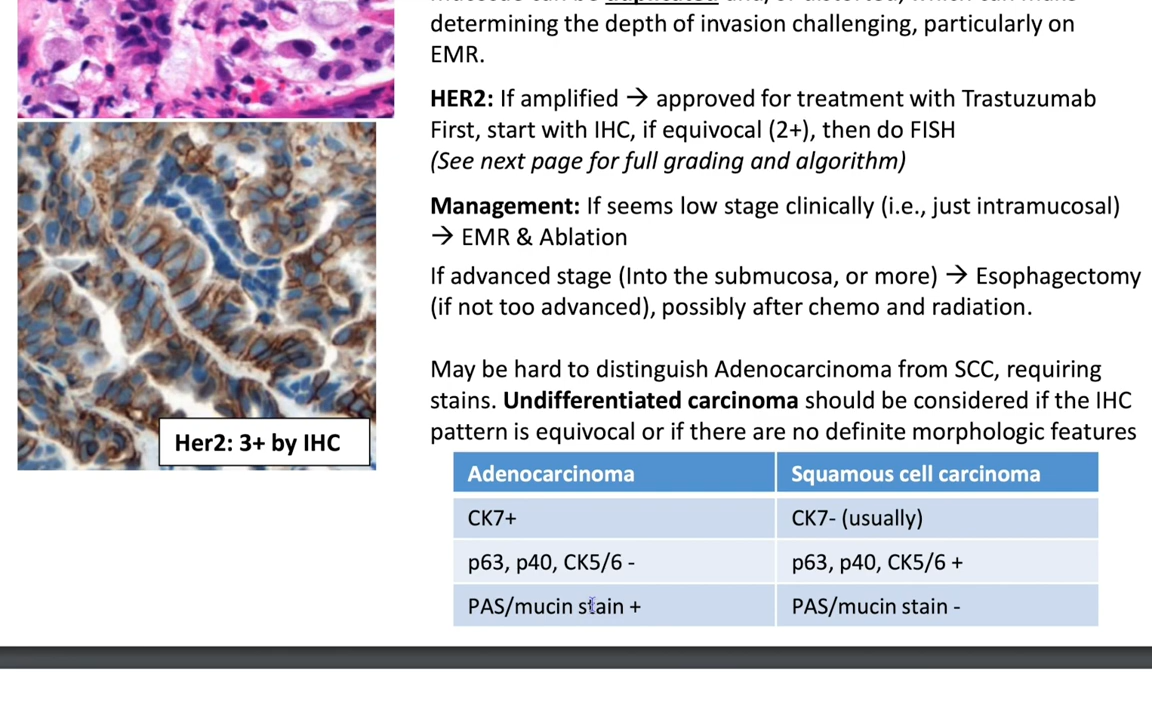 determining the depth of invasion challenging, particularly on
EMR.
HER2: If amplified → approved for treatment with Trastuzumab
First, start with IHC, if equivocal (2+), then do FISH
(See next page for full grading and algorithm)
Management: If seems low stage clinically (i.e., just intramucosal)
→ EMR & Ablation
If advanced stage (Into the submucosa, or more) → Esophagectomy
(if not too advanced), possibly after chemo and radiation.
May be hard to distinguish Adenocarcinoma from SCC, requiring
stains. Undifferentiated carcinoma should be considered if the IHC
pattern is equivocal or if there are no definite morphologic features
Her2: 3+ by IHC
Adenocarcinoma Squamous cell carcinoma
CK7+ CK7- (usually)
p63, p40, CK5/6 - p63, p40, CK5/6 +
PAS/mucin stain + PAS/mucin stain -